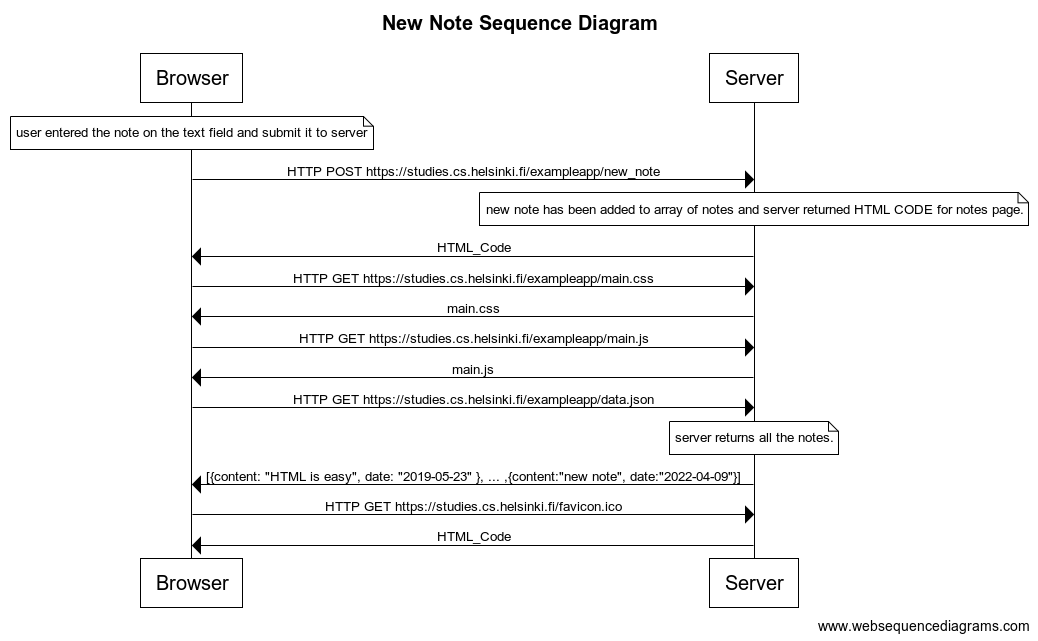 New Note Sequence Diagram
Browser
Server
user entered the note on the text field and submit it to server
HTTP POST https://studies.cs.helsinki.fi/exampleapp/new_note
new note has been added to array of notes and server returned HTML CODE for notes page.
HTML_Code
HTTP GET https://studies.cs.helsinki.fi/exampleapp/main.css
main.css
HTTP GET https://studies.cs.helsinki.fi/exampleapp/main.js
main.js
HTTP GET https://studies.cs.helsinki.fi/exampleapp/data.json
server returns all the notes.
[{content: "HTML is easy", date: "2019-05-23" }, ... ,{content:"new note", date:"2022-04-09"}]
HTTP GET https://studies.cs.helsinki.fi/favicon.ico
HTML_Code
Browser
Server
www.websequencediagrams.com